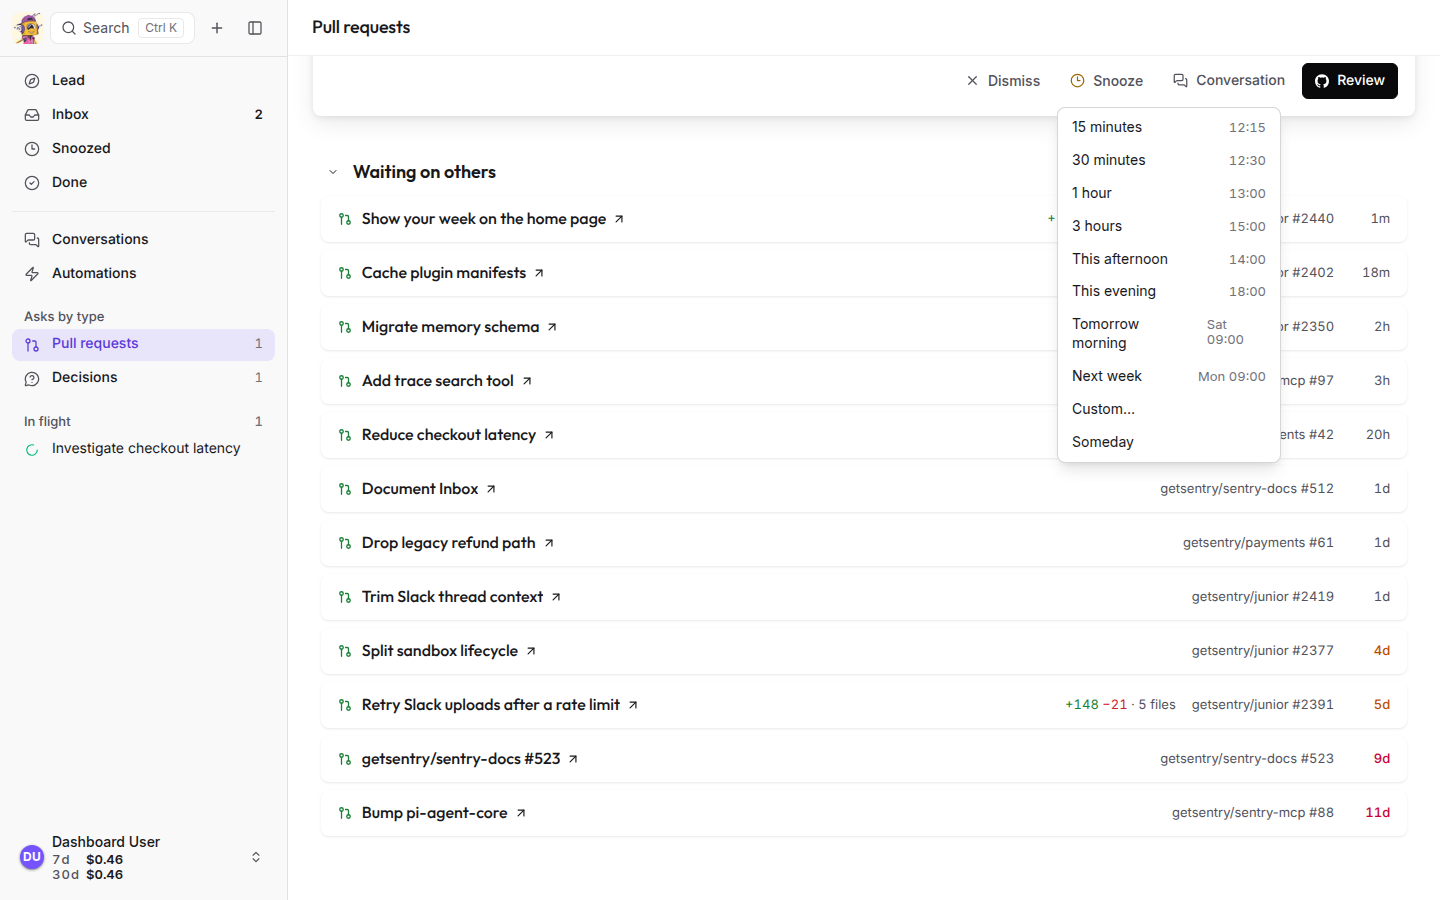 Search Ctrl K
Pull requests
Lead
Inbox 2
Snoozed
Done
Conversations
Automations
Asks by type
Pull requests 1
Decisions 1
In flight 1
Investigate checkout latency
Dashboard User
DU
7d $0.46
30d $0.46
Dismiss Snooze Conversation Review
15 minutes 12:15
30 minutes 12:30
1 hour 13:00
3 hours 15:00
This afternoon 14:00
This evening 18:00
Tomorrow morning Sat 09:00
Next week Mon 09:00
Custom...
Someday
Waiting on others
Show your week on the home page + #2440 1m
Cache plugin manifests #2402 18m
Migrate memory schema #2350 2h
Add trace search tool #97 3h
Reduce checkout latency #42 20h
Document Inbox getsentry/sentry-docs #512 1d
Drop legacy refund path getsentry/payments #61 1d
Trim Slack thread context getsentry/junior #2419 1d
Split sandbox lifecycle getsentry/junior #2377 4d
Retry Slack uploads after a rate limit +148 −21 · 5 files getsentry/junior #2391 5d
getsentry/sentry-docs #523 getsentry/sentry-docs #523 9d
Bump pi-agent-core getsentry/sentry-mcp #88 11d